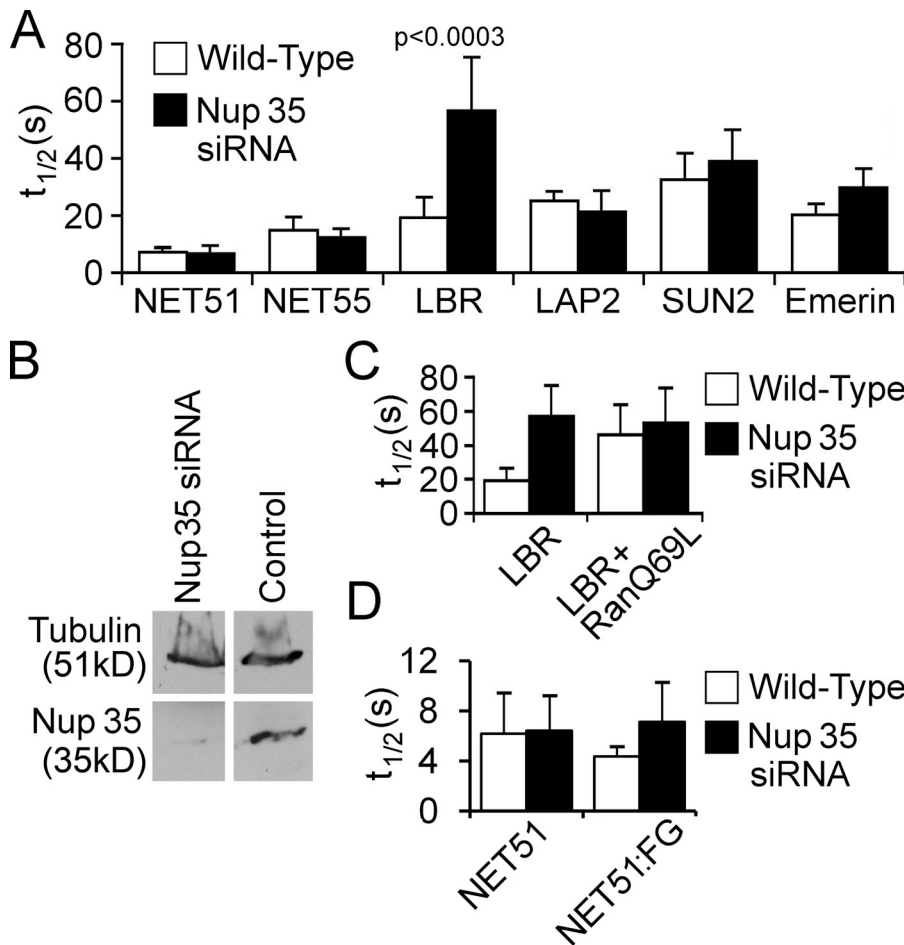 A
80
60
40
20
0
t1/2(s)
Wild-Type
Nup 35
siRNA
p<0.0003
NET51
NET55
LBR
LAP2
SUN2
Emerin
B
Nup35 siRNA
Control
Tubulin
(51kD)
Nup 35
(35kD)
C
80
60
40
20
0
t1/2(s)
Wild-Type
Nup 35
siRNA
LBR
LBR+
RanQ69L
D
12
8
4
0
t1/2(s)
Wild-Type
Nup 35
siRNA
NET51
NET51:FG